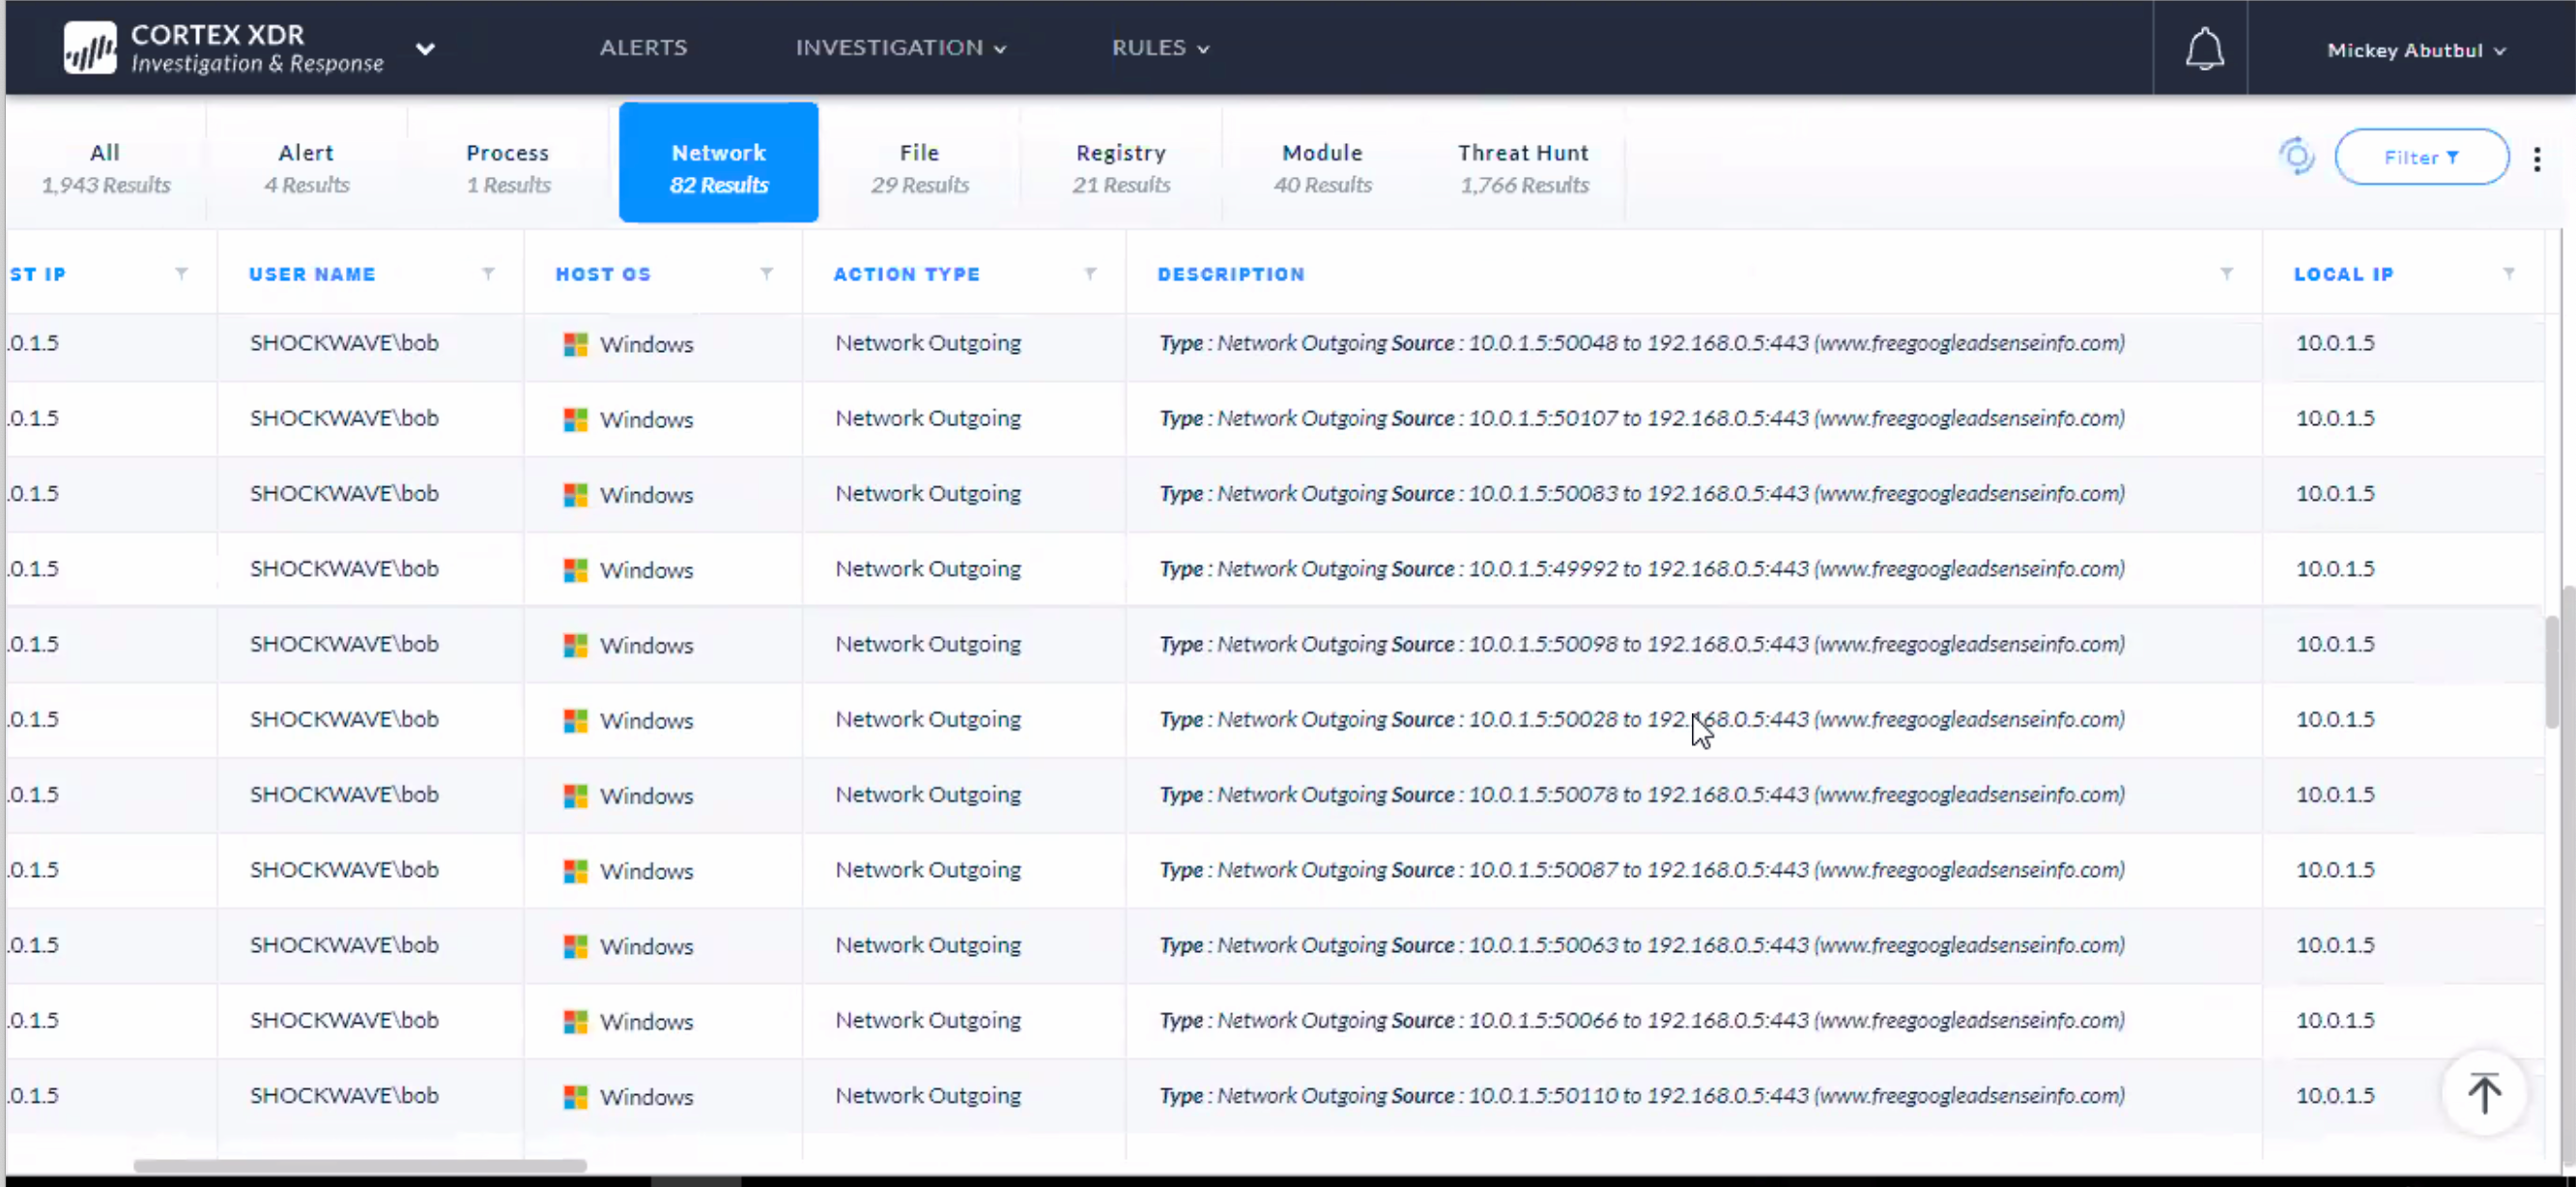 CORTEX XDR
Investigation & Response
ALERTS
INVESTIGATION
RULES
Mickey Abutbul
All
1,943 Results
Alert
4 Results
Process
1 Results
Network
82 Results
File
29 Results
Registry
21 Results
Module
40 Results
Threat Hunt
1,766 Results
Filter
ST IP USER NAME HOST OS ACTION TYPE DESCRIPTION LOCAL IP
.0.1.5 SHOCKWAVE\bob Windows Network Outgoing Type : Network Outgoing Source : 10.0.1.5:50048 to 192.168.0.5:443 (www.freegoogleadsenseinfo.com) 10.0.1.5
.0.1.5 SHOCKWAVE\bob Windows Network Outgoing Type : Network Outgoing Source : 10.0.1.5:50107 to 192.168.0.5:443 (www.freegoogleadsenseinfo.com) 10.0.1.5
.0.1.5 SHOCKWAVE\bob Windows Network Outgoing Type : Network Outgoing Source : 10.0.1.5:50083 to 192.168.0.5:443 (www.freegoogleadsenseinfo.com) 10.0.1.5
.0.1.5 SHOCKWAVE\bob Windows Network Outgoing Type : Network Outgoing Source : 10.0.1.5:49992 to 192.168.0.5:443 (www.freegoogleadsenseinfo.com) 10.0.1.5
.0.1.5 SHOCKWAVE\bob Windows Network Outgoing Type : Network Outgoing Source : 10.0.1.5:50098 to 192.168.0.5:443 (www.freegoogleadsenseinfo.com) 10.0.1.5
.0.1.5 SHOCKWAVE\bob Windows Network Outgoing Type : Network Outgoing Source : 10.0.1.5:50028 to 192.168.0.5:443 (www.freegoogleadsenseinfo.com) 10.0.1.5
.0.1.5 SHOCKWAVE\bob Windows Network Outgoing Type : Network Outgoing Source : 10.0.1.5:50078 to 192.168.0.5:443 (www.freegoogleadsenseinfo.com) 10.0.1.5
.0.1.5 SHOCKWAVE\bob Windows Network Outgoing Type : Network Outgoing Source : 10.0.1.5:50087 to 192.168.0.5:443 (www.freegoogleadsenseinfo.com) 10.0.1.5
.0.1.5 SHOCKWAVE\bob Windows Network Outgoing Type : Network Outgoing Source : 10.0.1.5:50063 to 192.168.0.5:443 (www.freegoogleadsenseinfo.com) 10.0.1.5
.0.1.5 SHOCKWAVE\bob Windows Network Outgoing Type : Network Outgoing Source : 10.0.1.5:50066 to 192.168.0.5:443 (www.freegoogleadsenseinfo.com) 10.0.1.5
.0.1.5 SHOCKWAVE\bob Windows Network Outgoing Type : Network Outgoing Source : 10.0.1.5:50110 to 192.168.0.5:443 (www.freegoogleadsenseinfo.com) 10.0.1.5